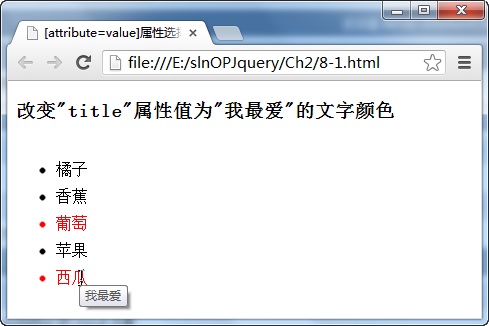 [attribute=value]属性选
file:///E:/slnOPJquery/Ch2/8-1.html
改变"title"属性值为"我最爱"的文字颜色
橘子
香蕉
葡萄
苹果
西瓜
我最爱